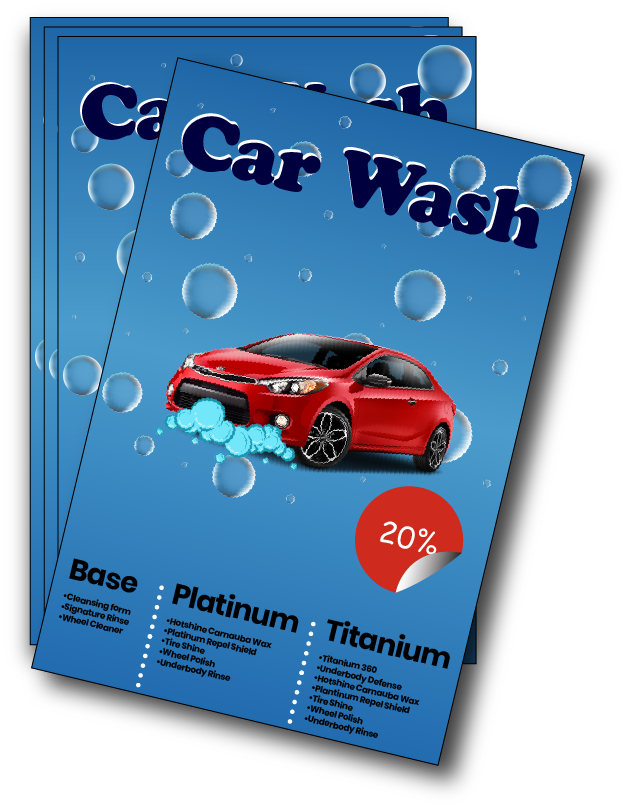 Ca
sh
Car Wash
20%
Base
•Cleansing form
•Signature Rinse
•Wheel Cleaner
Platinum
•Hotshine Carnauba Wax
•Platinum Repel Shield
•Tire Shine
•Wheel Polish
•Underbody Rinse
Titanium
•Titanium 360
•Underbody Defense
•Hotshine Carnauba Wax
•Plantinum Repel Shield
•Tire Shine
•Wheel Polish
•Underbody Rinse